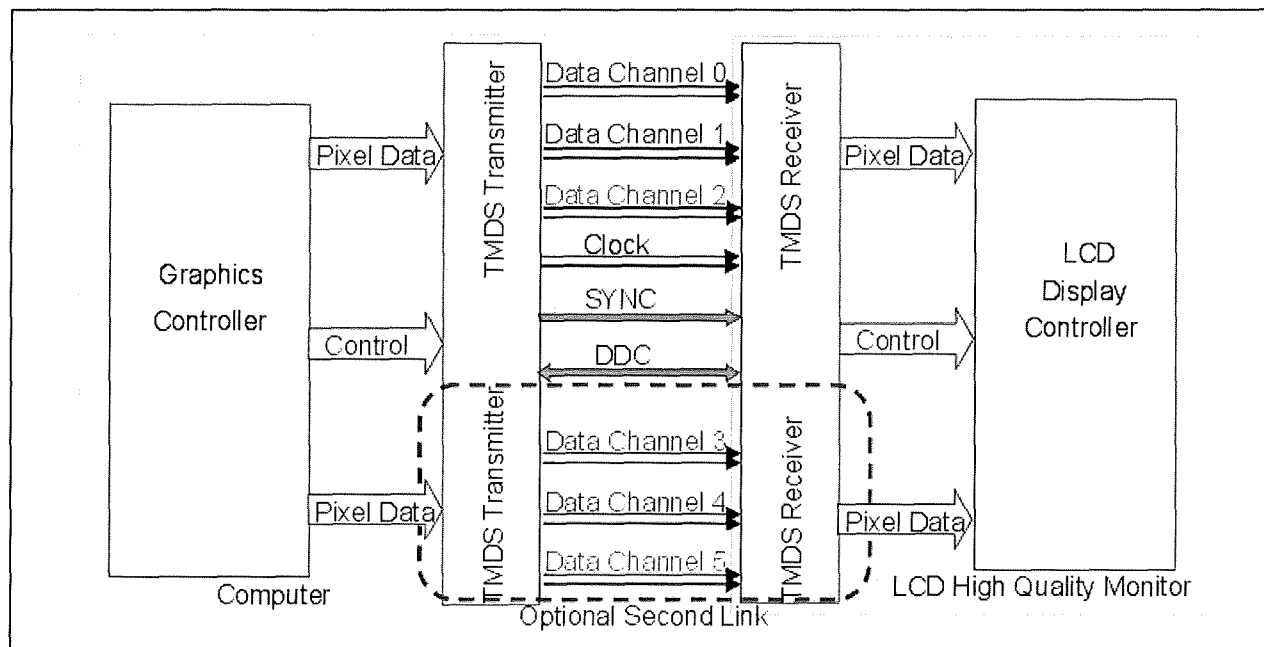 Data Channel 0
Data Channel 1
Data Channel 2
Clock
SYNC
DDC
Data Channel 3
Data Channel 4
Data Channel 5
Graphics
Controller
Pixel Data
Control
Pixel Data
TMDS Transmitter
TMDS Transmitter
TMDS Receiver
TMDS Receiver
Pixel Data
Control
Pixel Data
LCD
Display
Controller
Computer
Optional Second Link
LCD High Quality Monitor